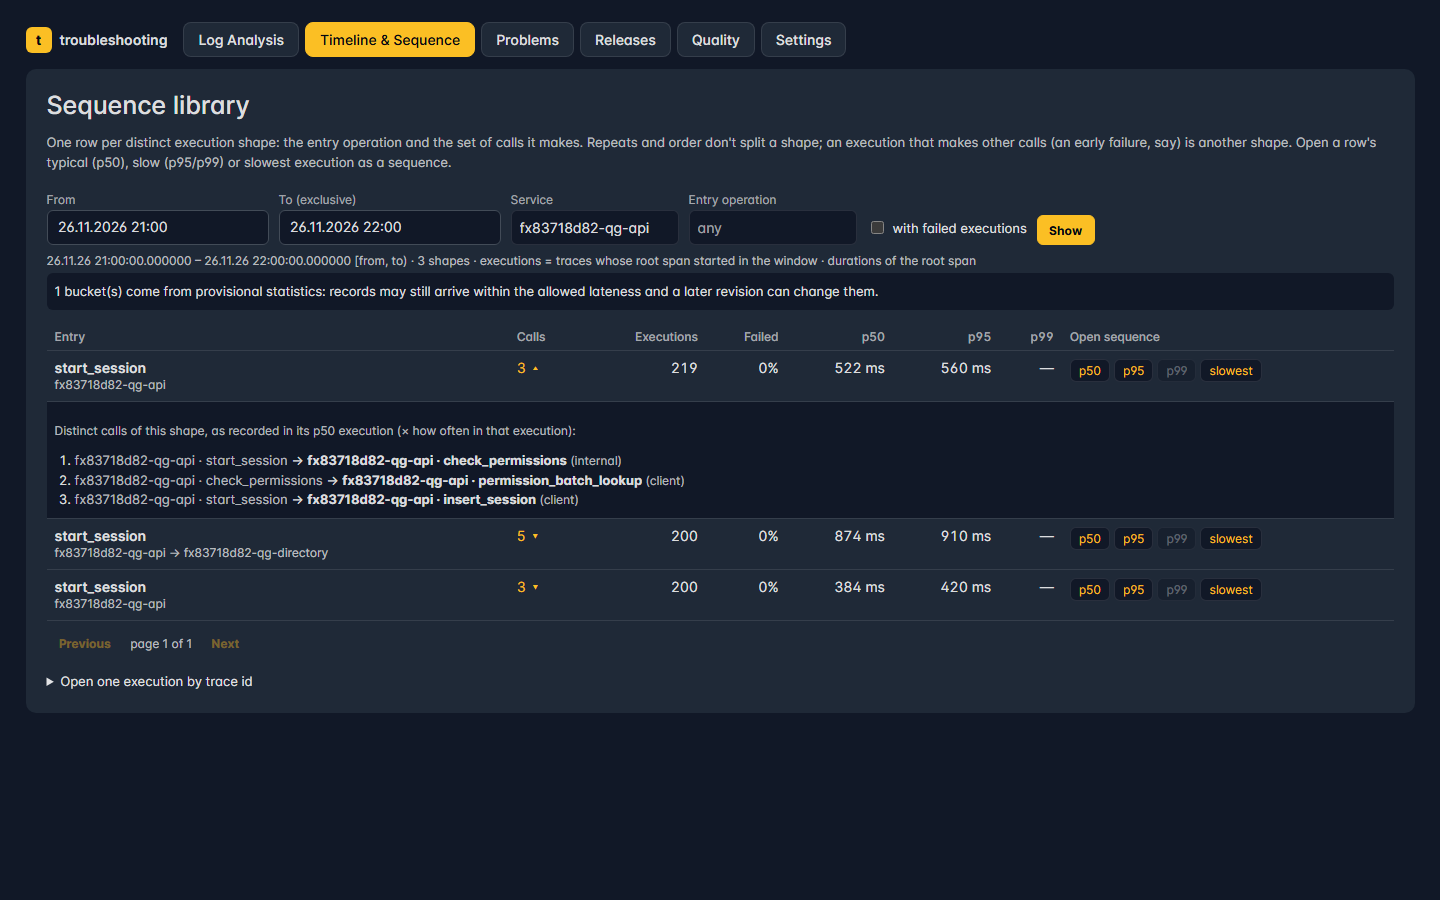 t troubleshooting Log Analysis Timeline & Sequence Problems Releases Quality Settings
Sequence library
One row per distinct execution shape: the entry operation and the set of calls it makes. Repeats and order don't split a shape; an execution that makes other calls (an early failure, say) is another shape. Open a row's
typical (p50), slow (p95/p99) or slowest execution as a sequence.
From To (exclusive) Service Entry operation
26.11.2026 21:00 26.11.2026 22:00 fx83718d82-qg-api any with failed executions Show
26.11.26 21:00:00.000000 – 26.11.26 22:00:00.000000 [from, to) · 3 shapes · executions = traces whose root span started in the window · durations of the root span
1 bucket(s) come from provisional statistics: records may still arrive within the allowed lateness and a later revision can change them.
Entry Calls Executions Failed p50 p95 p99 Open sequence
start_session 3 ▴ 219 0% 522 ms 560 ms — p50 p95 p99 slowest
fx83718d82-qg-api
Distinct calls of this shape, as recorded in its p50 execution (× how often in that execution):
1. fx83718d82-qg-api · start_session → fx83718d82-qg-api · check_permissions (internal)
2. fx83718d82-qg-api · check_permissions → fx83718d82-qg-api · permission_batch_lookup (client)
3. fx83718d82-qg-api · start_session → fx83718d82-qg-api · insert_session (client)
start_session 5 ▾ 200 0% 874 ms 910 ms — p50 p95 p99 slowest
fx83718d82-qg-api → fx83718d82-qg-directory
start_session 3 ▾ 200 0% 384 ms 420 ms — p50 p95 p99 slowest
fx83718d82-qg-api
Previous page 1 of 1 Next
▶ Open one execution by trace id